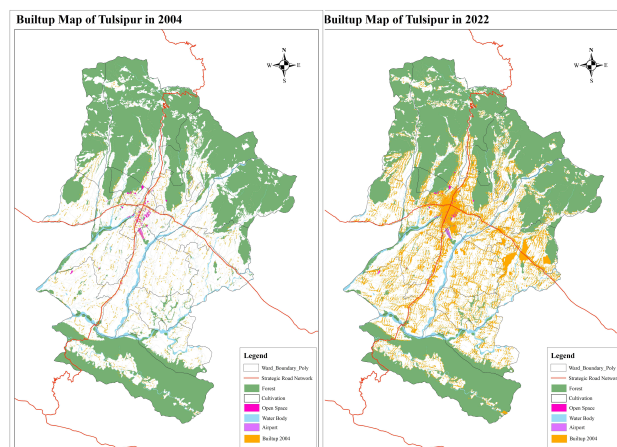 Builtup Map of Tulsipur in 2004
N
W E
S
Legend
Ward_Boundary_Poly
Strategic Road Network
Forest
Cultivation
Open Space
Water Body
Airport
Builtup 2004
Builtup Map of Tulsipur in 2022
N
W E
S
Legend
Ward_Boundary_Poly
Strategic Road Network
Forest
Cultivation
Open Space
Water Body
Airport
Builtup 2004